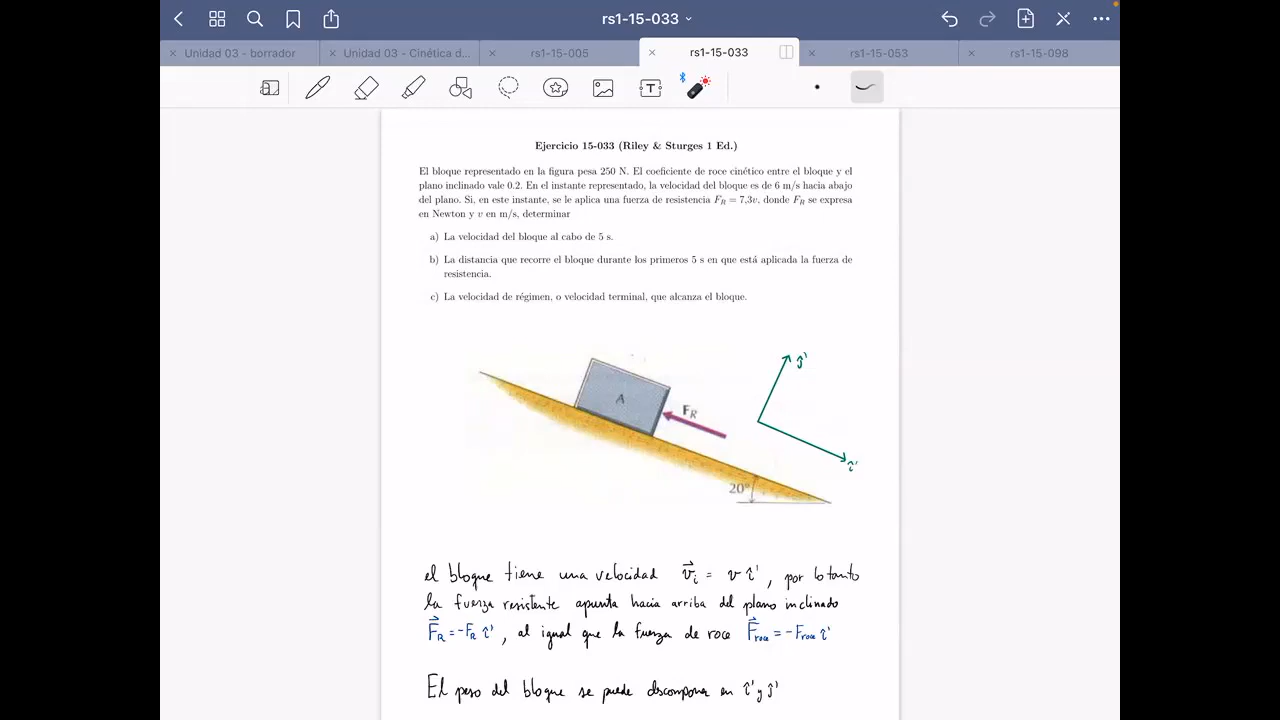 rs1-15-033
Unidad 03 - borrador
Unidad 03 - Cinética d...
rs1-15-005
rs1-15-033
rs1-15-053
rs1-15-098
Ejercicio 15-033 (Riley & Sturges 1 Ed.)
El bloque representado en la figura pesa 250 N. El coeficiente de roce cinético entre el bloque y el
plano inclinado vale 0.2. En el instante representado, la velocidad del bloque es de 6 m/s hacia abajo
del plano. Si, en este instante, se le aplica una fuerza de resistencia F_R = 7,3v, donde F_R se expresa
en Newton y v en m/s, determinar
a) La velocidad del bloque al cabo de 5 s.
b) La distancia que recorre el bloque durante los primeros 5 s en que está aplicada la fuerza de
resistencia.
c) La velocidad de régimen, o velocidad terminal, que alcanza el bloque.
ĵ'
A
F_R
î'
20°
el bloque tiene una velocidad v⃗_i = v î', por lo tanto
la fuerza resistente apunta hacia arriba del plano inclinado
F⃗_R = -F_R î', al igual que la fuerza de roce F⃗_roce = -F_roce î'
El peso del bloque se puede descomponer en î' y ĵ'